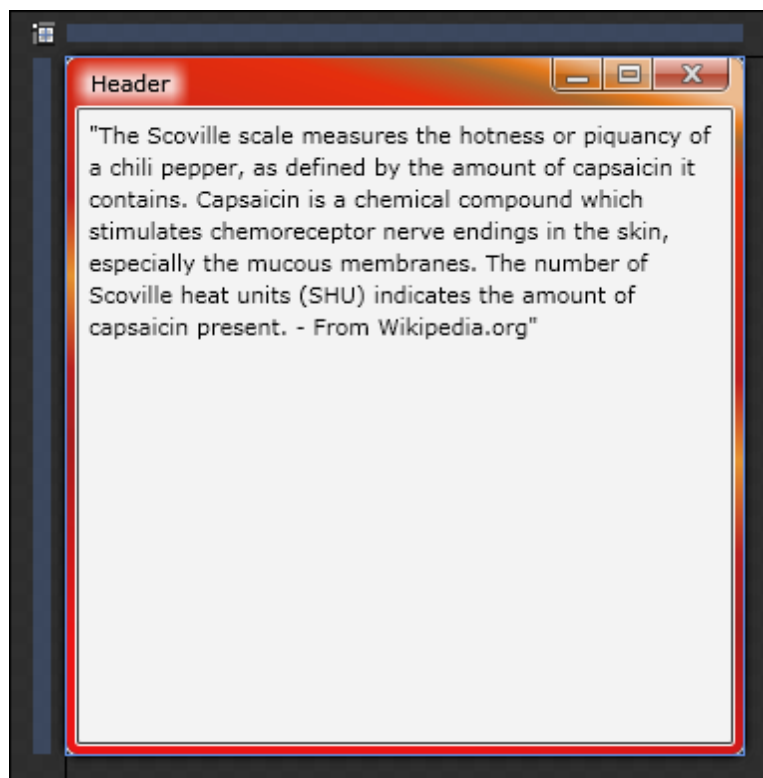 Header
"The Scoville scale measures the hotness or piquancy of
a chili pepper, as defined by the amount of capsaicin it
contains. Capsaicin is a chemical compound which
stimulates chemoreceptor nerve endings in the skin,
especially the mucous membranes. The number of
Scoville heat units (SHU) indicates the amount of
capsaicin present. - From Wikipedia.org"